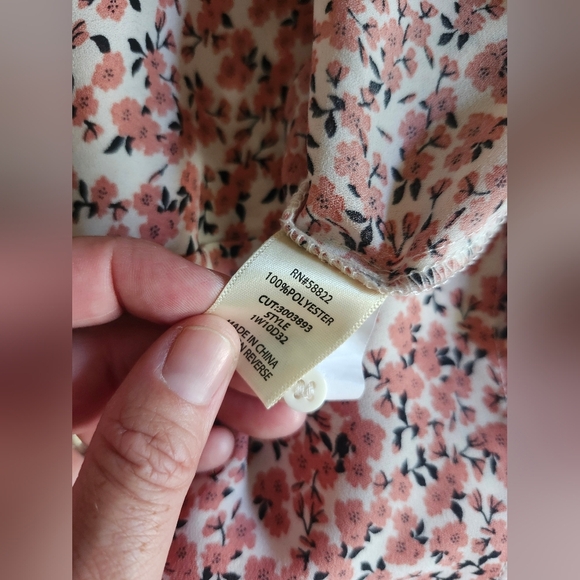 RN#58822
100%POLYESTER
CUT:3003893
STYLE
1W10D32
MADE IN CHINA
REVERSE